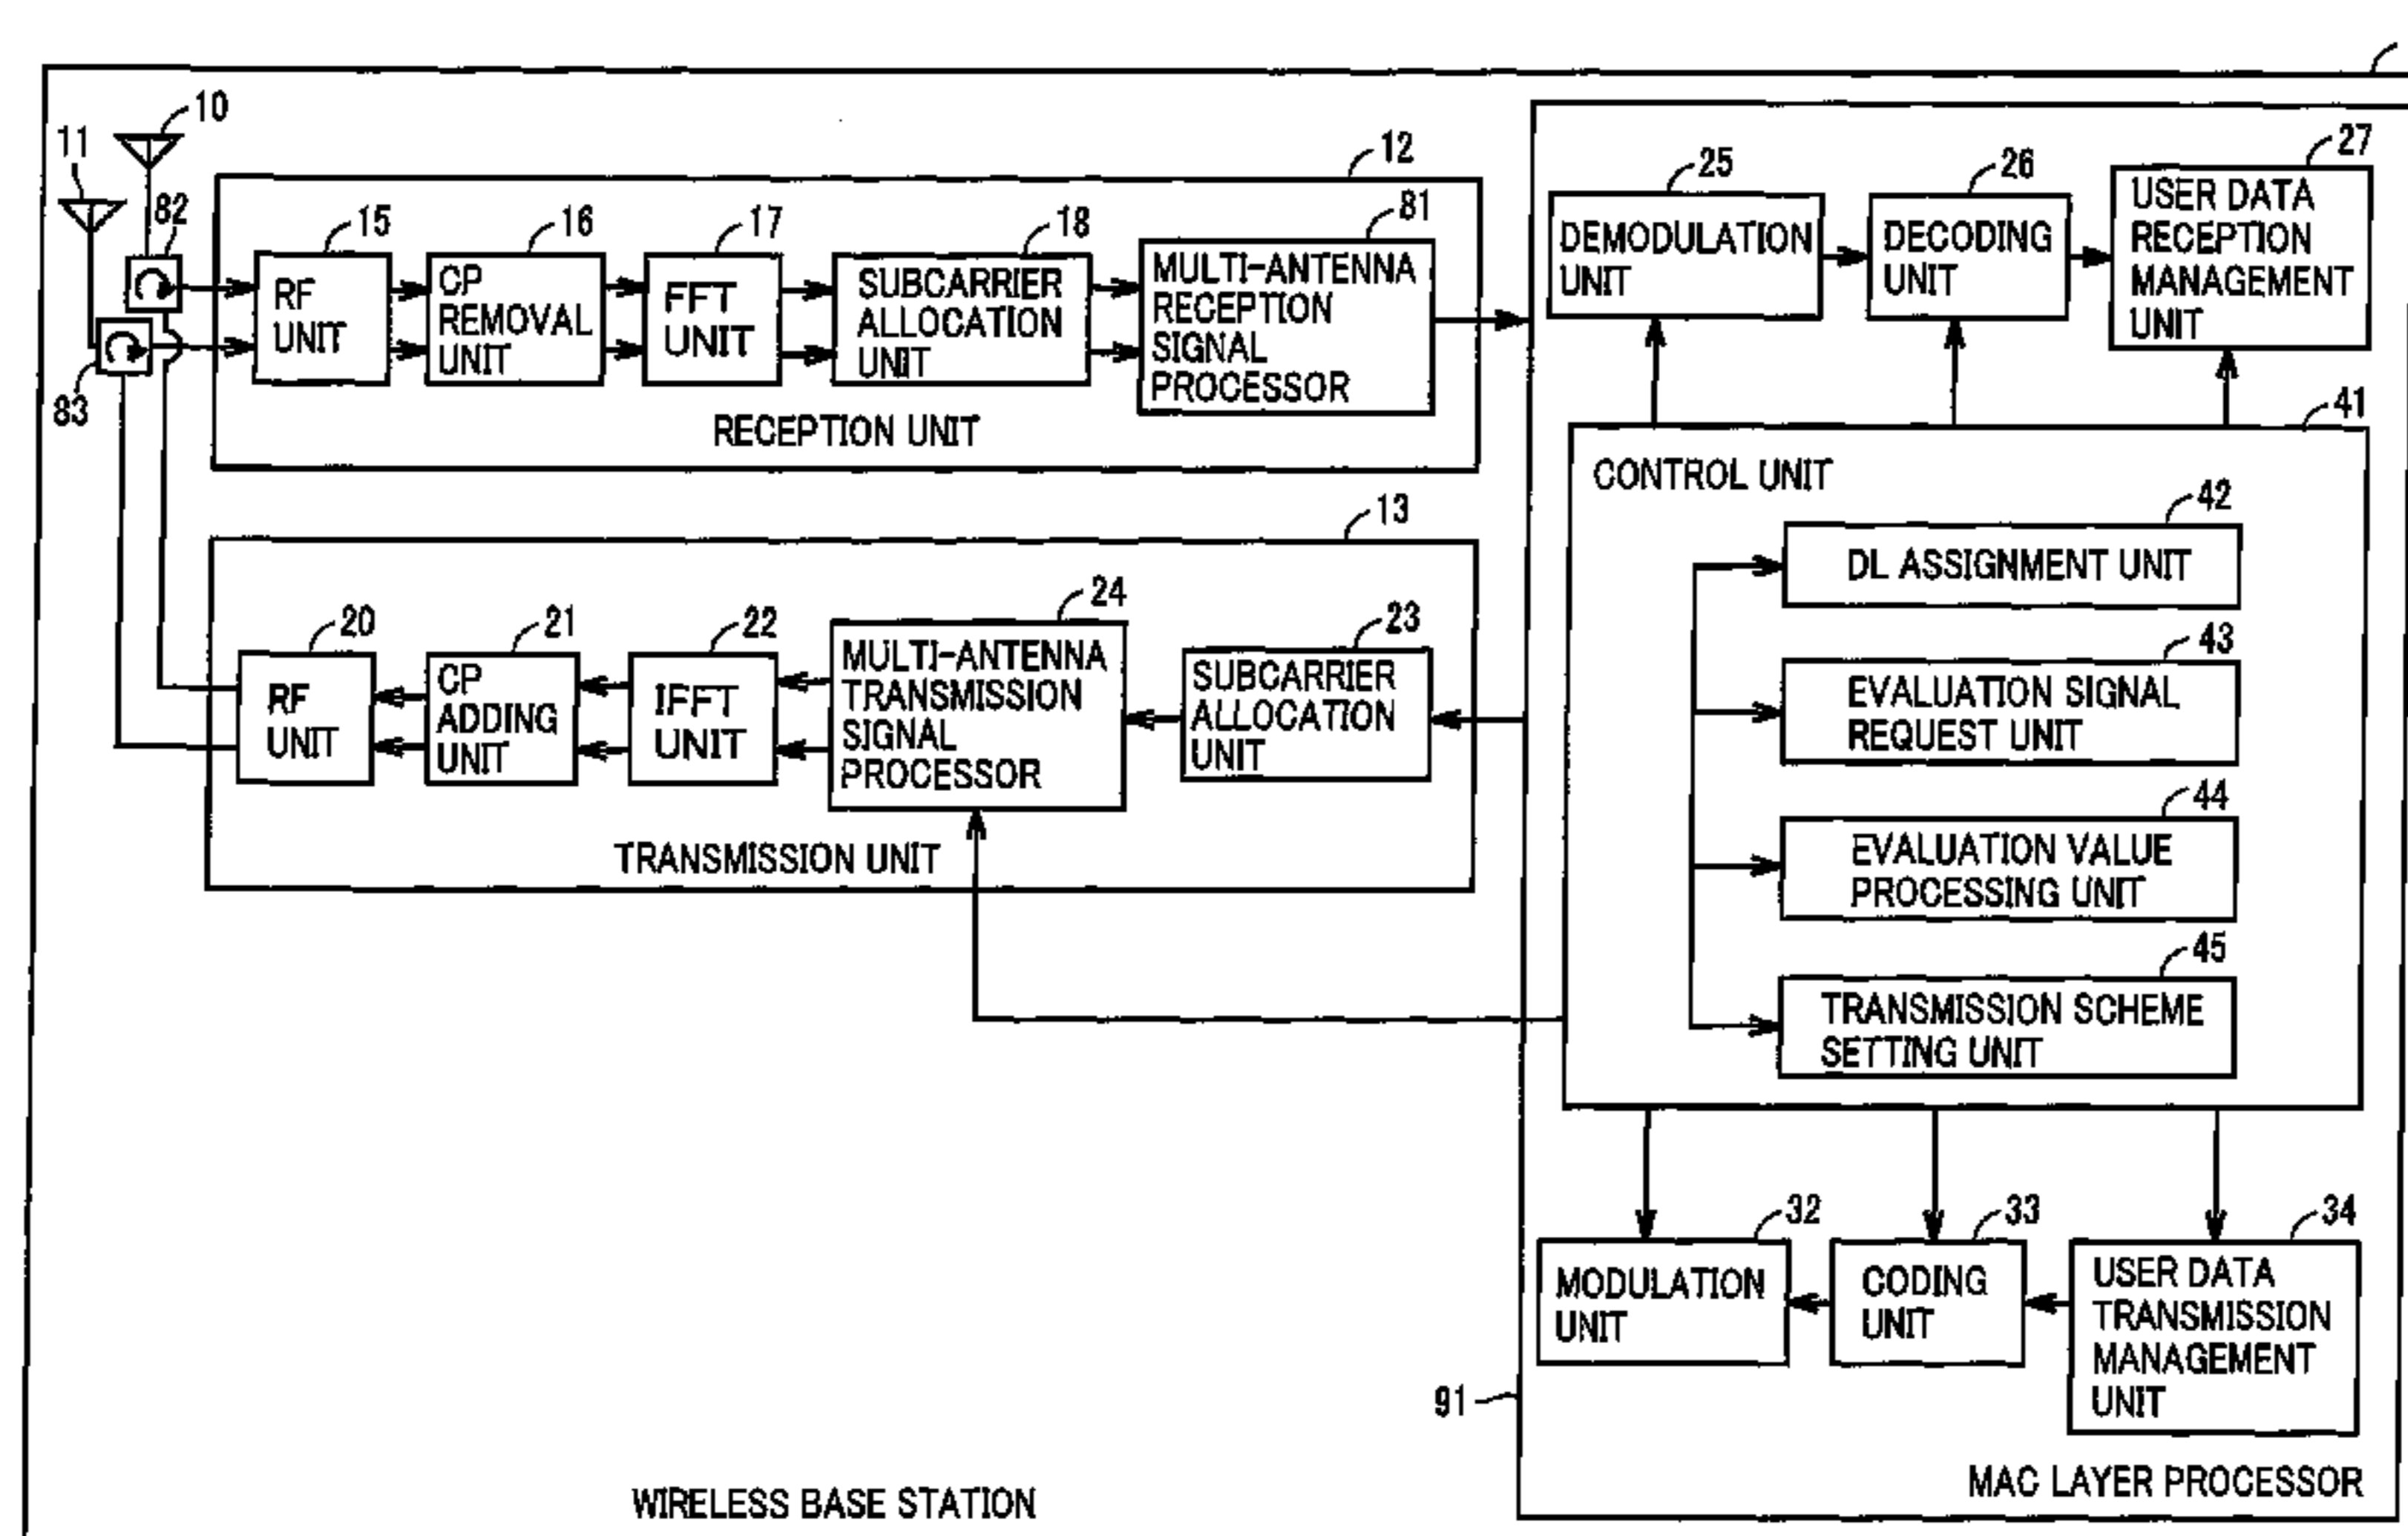 10
11
12
82
83
15
RF
UNIT
16
CP
REMOVAL
UNIT
17
FFT
UNIT
18
SUBCARRIER
ALLOCATION
UNIT
81
MULTI-ANTENNA
RECEPTION
SIGNAL
PROCESSOR
RECEPTION UNIT
13
20
RF
UNIT
21
CP
ADDING
UNIT
22
IFFT
UNIT
24
MULTI-ANTENNA
TRANSMISSION
SIGNAL
PROCESSOR
23
SUBCARRIER
ALLOCATION
UNIT
TRANSMISSION UNIT
25
DEMODULATION
UNIT
26
DECODING
UNIT
27
USER DATA
RECEPTION
MANAGEMENT
UNIT
41
CONTROL UNIT
42
DL ASSIGNMENT UNIT
43
EVALUATION SIGNAL
REQUEST UNIT
44
EVALUATION VALUE
PROCESSING UNIT
45
TRANSMISSION SCHEME
SETTING UNIT
32
MODULATION
UNIT
33
CODING
UNIT
34
USER DATA
TRANSMISSION
MANAGEMENT
UNIT
91
MAC LAYER PROCESSOR
WIRELESS BASE STATION